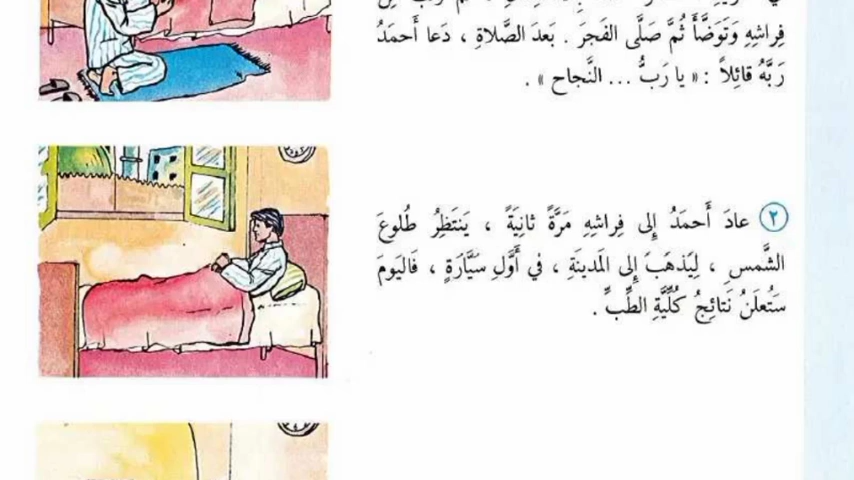 فِراشِهِ وَتَوَضَّأَ ثُمَّ صَلَّى الفَجرَ . بَعدَ الصَّلاةِ ، دَعا أَحمَدُ
رَبَّهُ قائِلاً : « يا رَبُّ ... النَّجاح » .
٢ عادَ أَحمَدُ إِلى فِراشِهِ مَرَّةً ثانِيَةً ، يَنتَظِرُ طُلوعَ
الشَّمسِ ، لِيَذهَبَ إِلى المَدينَةِ ، في أَوَّلِ سَيَّارَةٍ ، فَاليَومَ
سَتُعلَنُ نَتائِجُ كُلِّيَّةِ الطِّبِّ .